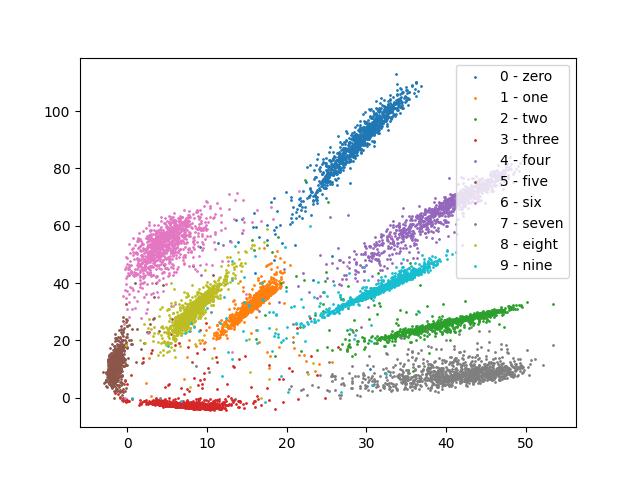 0 - zero
1 - one
2 - two
3 - three
4 - four
5 - five
6 - six
7 - seven
8 - eight
9 - nine
100
80
60
40
20
0
0 10 20 30 40 50